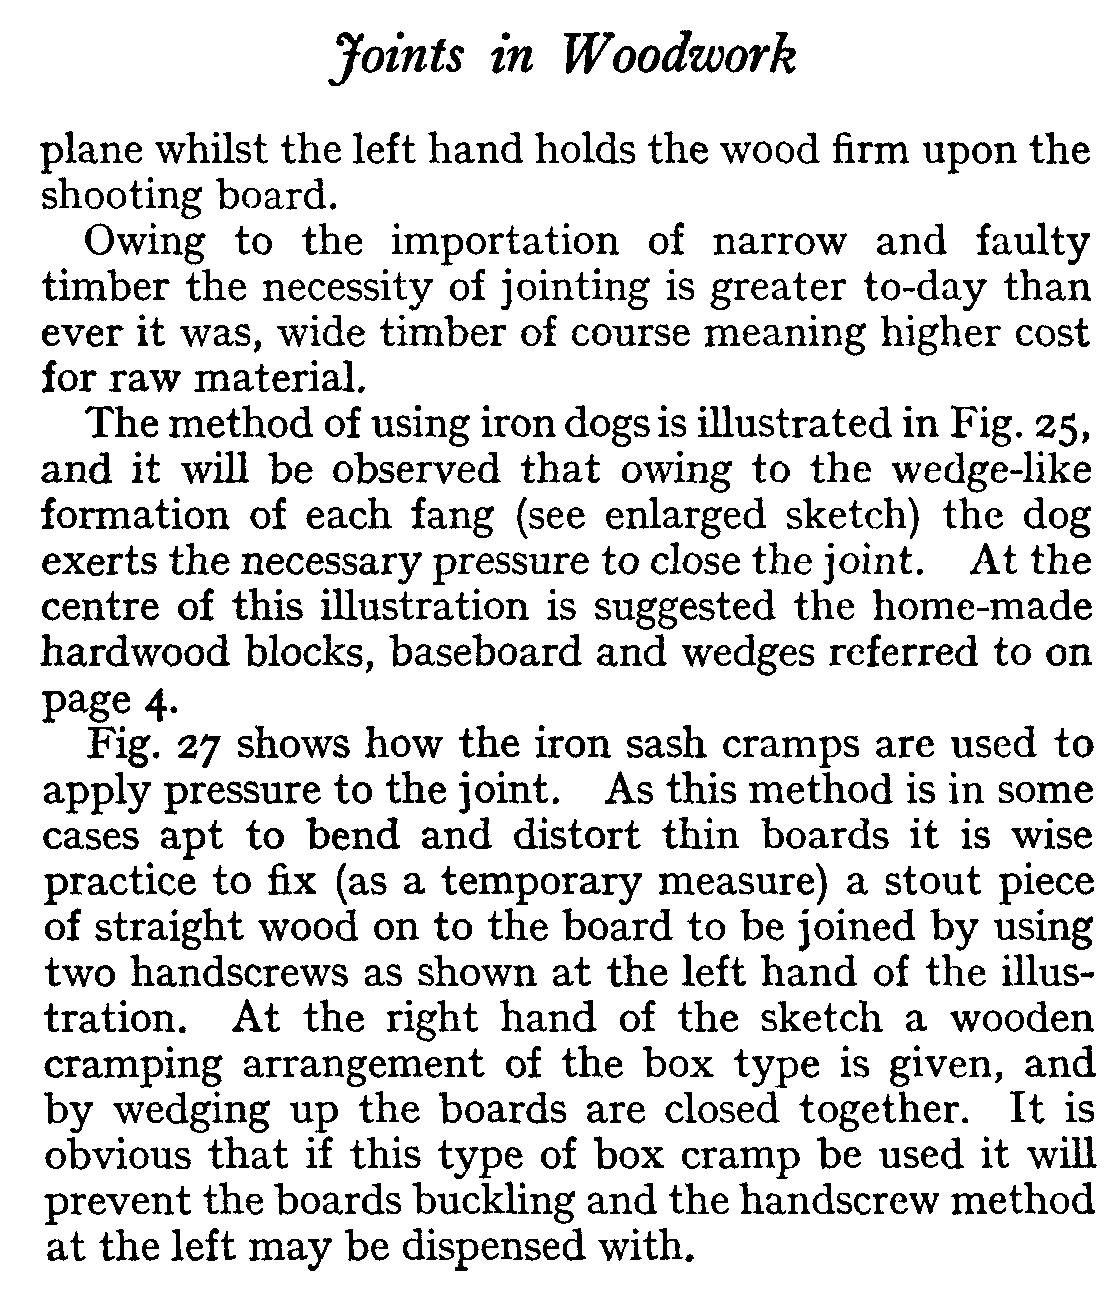 Joints in Woodwork
plane whilst the left hand holds the wood firm upon the
shooting board.
Owing to the importation of narrow and faulty
timber the necessity of jointing is greater to-day than
ever it was, wide timber of course meaning higher cost
for raw material.
The method of using iron dogs is illustrated in Fig. 25,
and it will be observed that owing to the wedge-like
formation of each fang (see enlarged sketch) the dog
exerts the necessary pressure to close the joint. At the
centre of this illustration is suggested the home-made
hardwood blocks, baseboard and wedges referred to on
page 4.
Fig. 27 shows how the iron sash cramps are used to
apply pressure to the joint. As this method is in some
cases apt to bend and distort thin boards it is wise
practice to fix (as a temporary measure) a stout piece
of straight wood on to the board to be joined by using
two handscrews as shown at the left hand of the illus-
tration. At the right hand of the sketch a wooden
cramping arrangement of the box type is given, and
by wedging up the boards are closed together. It is
obvious that if this type of box cramp be used it will
prevent the boards buckling and the handscrew method
at the left may be dispensed with.